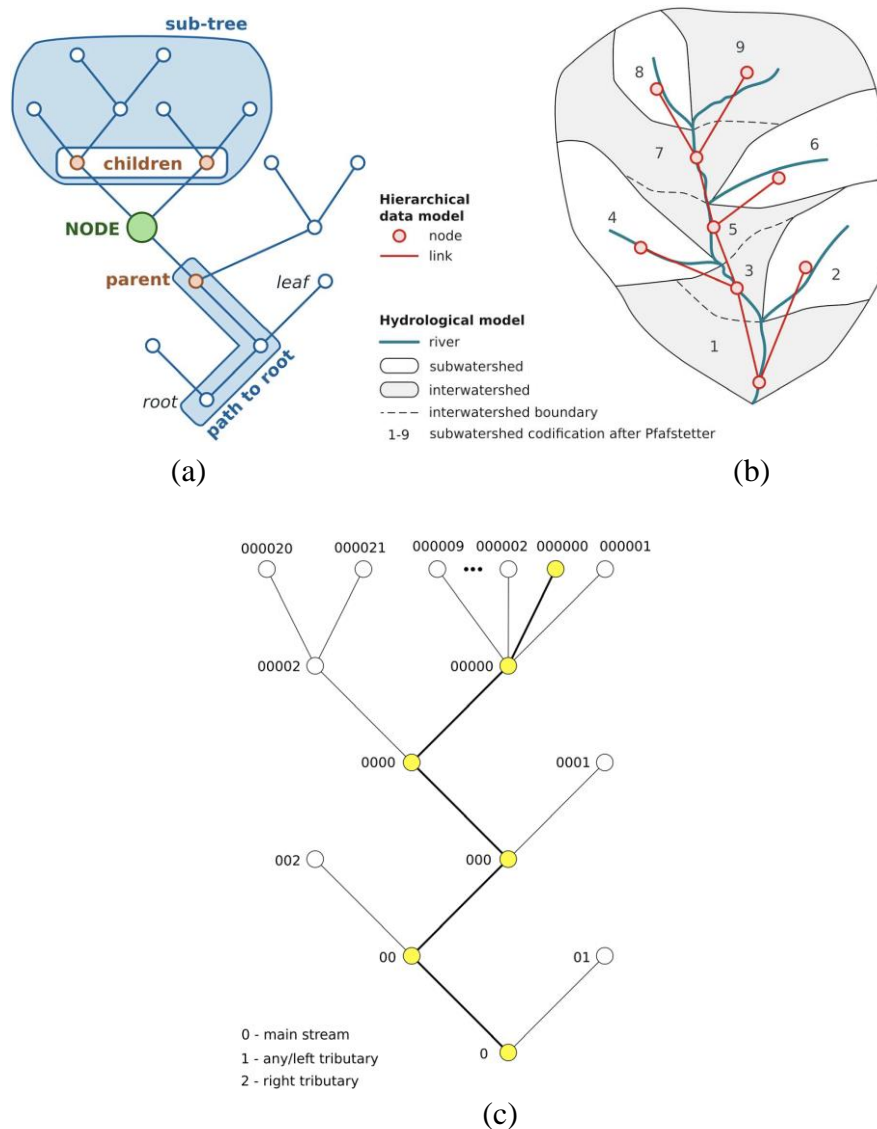 sub-tree
children
NODE
parent
leaf
root
path to root
(a)
Hierarchical
data model
node
link
Hydrological model
river
subwatershed
interwatershed
interwatershed boundary
1-9 subwatershed codification after Pfafstetter
8
9
7
6
4
5
3
2
1
(b)
000020
000021
000009
•••
000002
000000
000001
00002
00000
0000
0001
002
000
00
01
0 - main stream
1 - any/left tributary
0
2 - right tributary
(c)